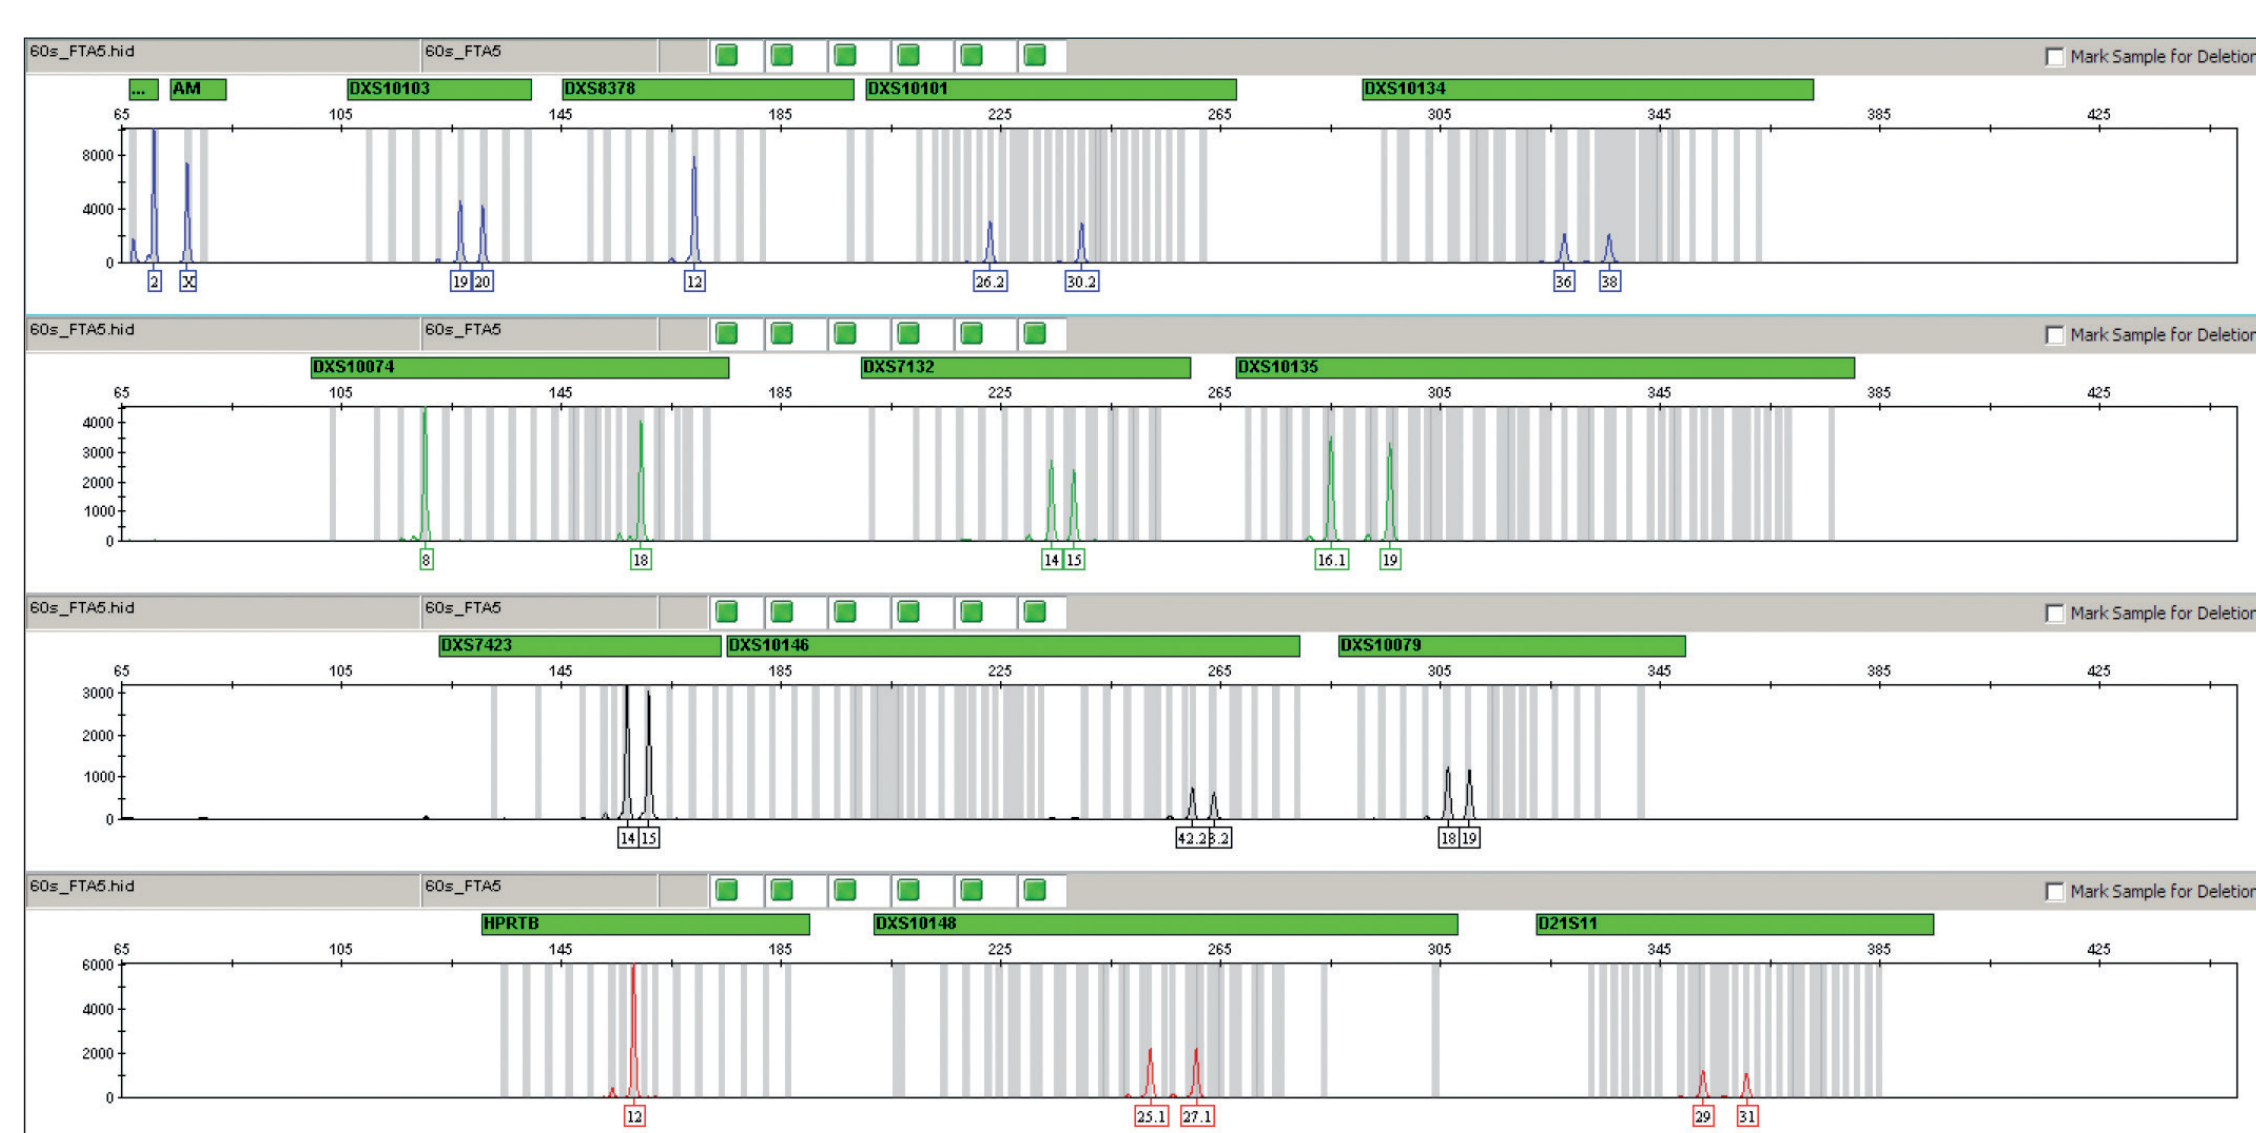 60s_FTA5.hid 60s_FTA5 Mark Sample for Deletion
... AM DXS10103 DXS8378 DXS10101 DXS10134
65 105 145 185 225 265 305 345 385 425
8000
4000
0
2 X 19 20 12 26.2 30.2 36 38
60s_FTA5.hid 60s_FTA5 Mark Sample for Deletion
DXS10074 DXS7132 DXS10135
65 105 145 185 225 265 305 345 385 425
4000
3000
2000
1000
0
8 18 14 15 16.1 19
60s_FTA5.hid 60s_FTA5 Mark Sample for Deletion
DXS7423 DXS10146 DXS10079
65 105 145 185 225 265 305 345 385 425
3000
2000
1000
0
14 15 42.2 3.2 18 19
60s_FTA5.hid 60s_FTA5 Mark Sample for Deletion
HPRTB DXS10148 D21S11
65 105 145 185 225 265 305 345 385 425
6000
4000
2000
0
12 25.1 27.1 29 31